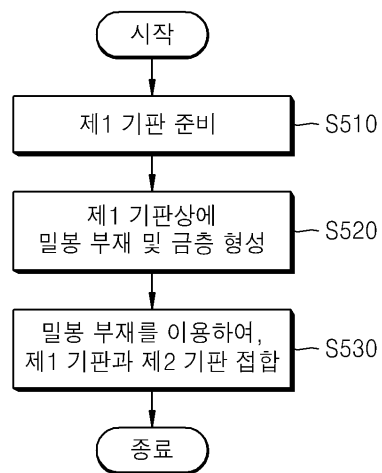 시작
제1 기판 준비
S510
제1 기판상에
밀봉 부재 및 금층 형성
S520
밀봉 부재를 이용하여,
제1 기판과 제2 기판 접합
S530
종료